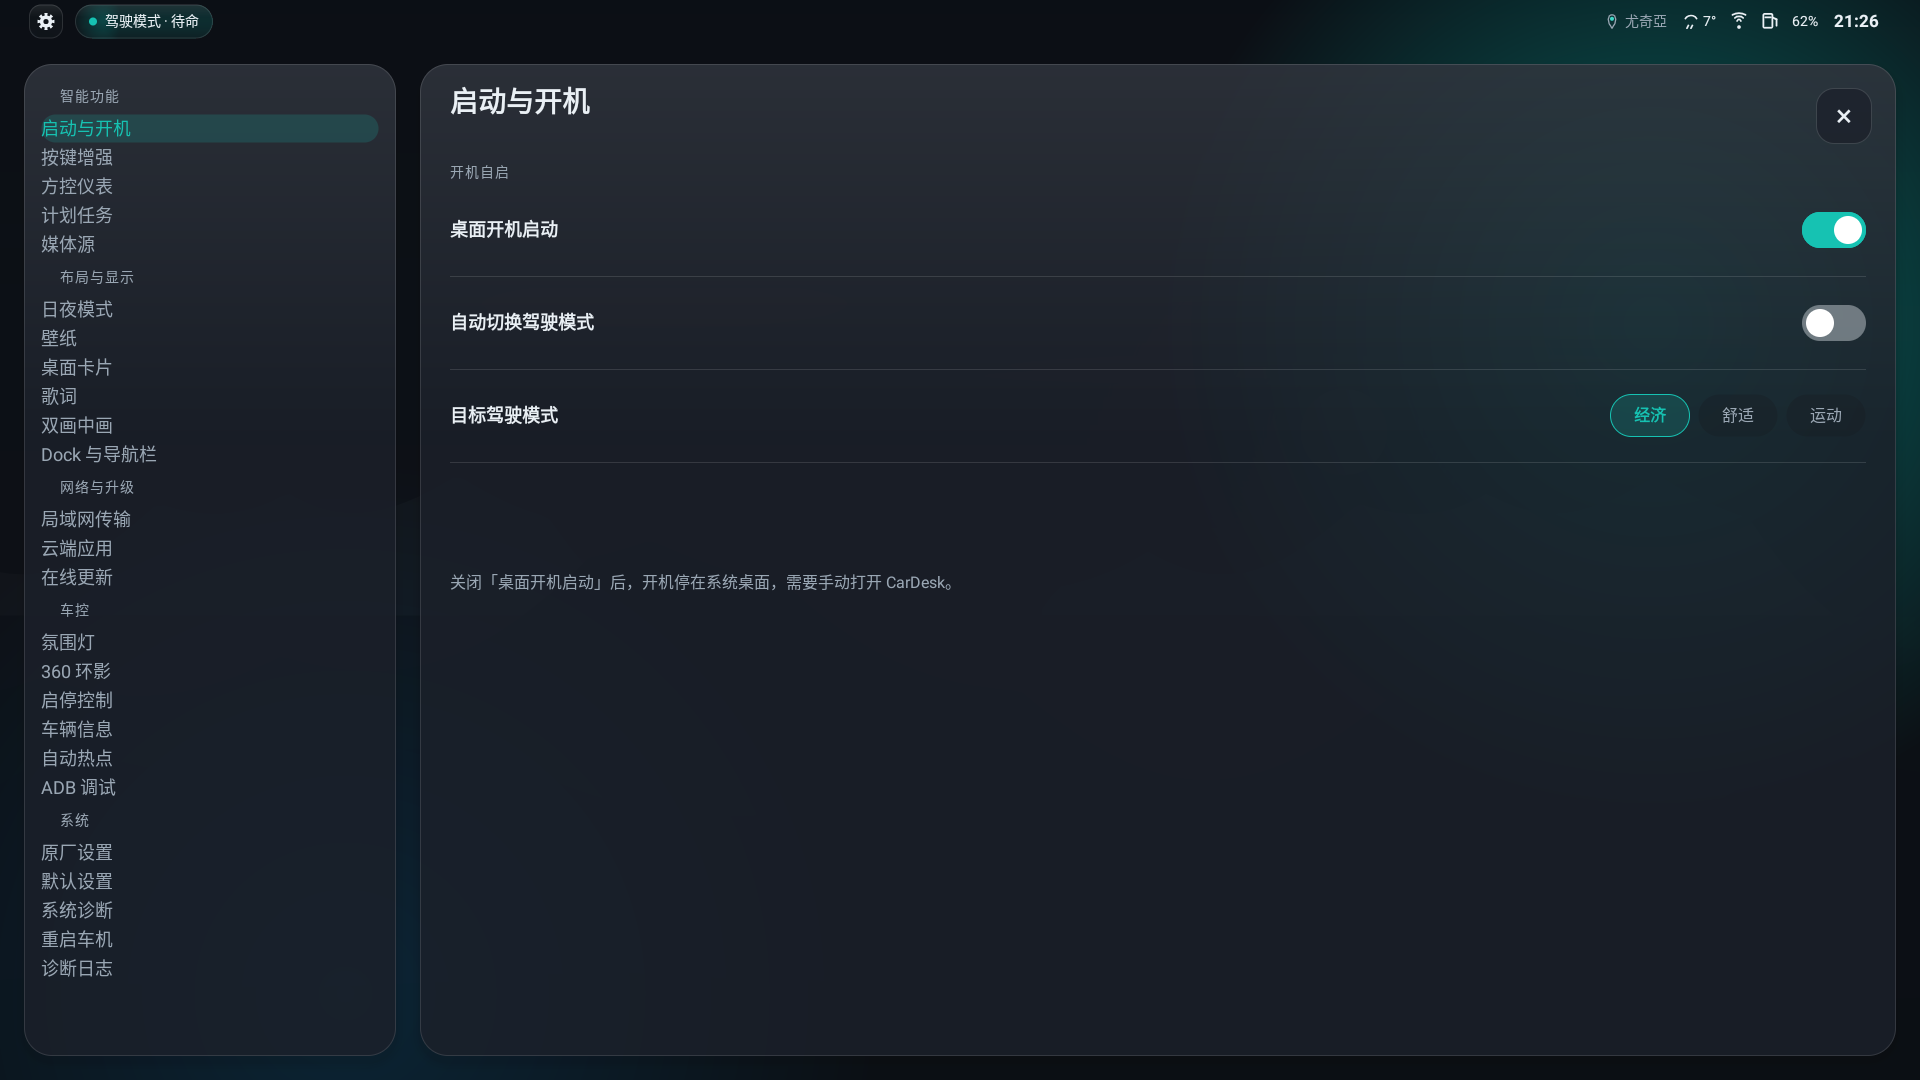 驾驶模式 · 待命
尤奇亞
7°
62%
21:26
智能功能
启动与开机
按键增强
方控仪表
计划任务
媒体源
布局与显示
日夜模式
壁纸
桌面卡片
歌词
双画中画
Dock 与导航栏
网络与升级
局域网传输
云端应用
在线更新
车控
氛围灯
360 环影
启停控制
车辆信息
自动热点
ADB 调试
系统
原厂设置
默认设置
系统诊断
重启车机
诊断日志
启动与开机
开机自启
桌面开机启动
自动切换驾驶模式
目标驾驶模式
经济
舒适
运动
关闭「桌面开机启动」后，开机停在系统桌面，需要手动打开 CarDesk。